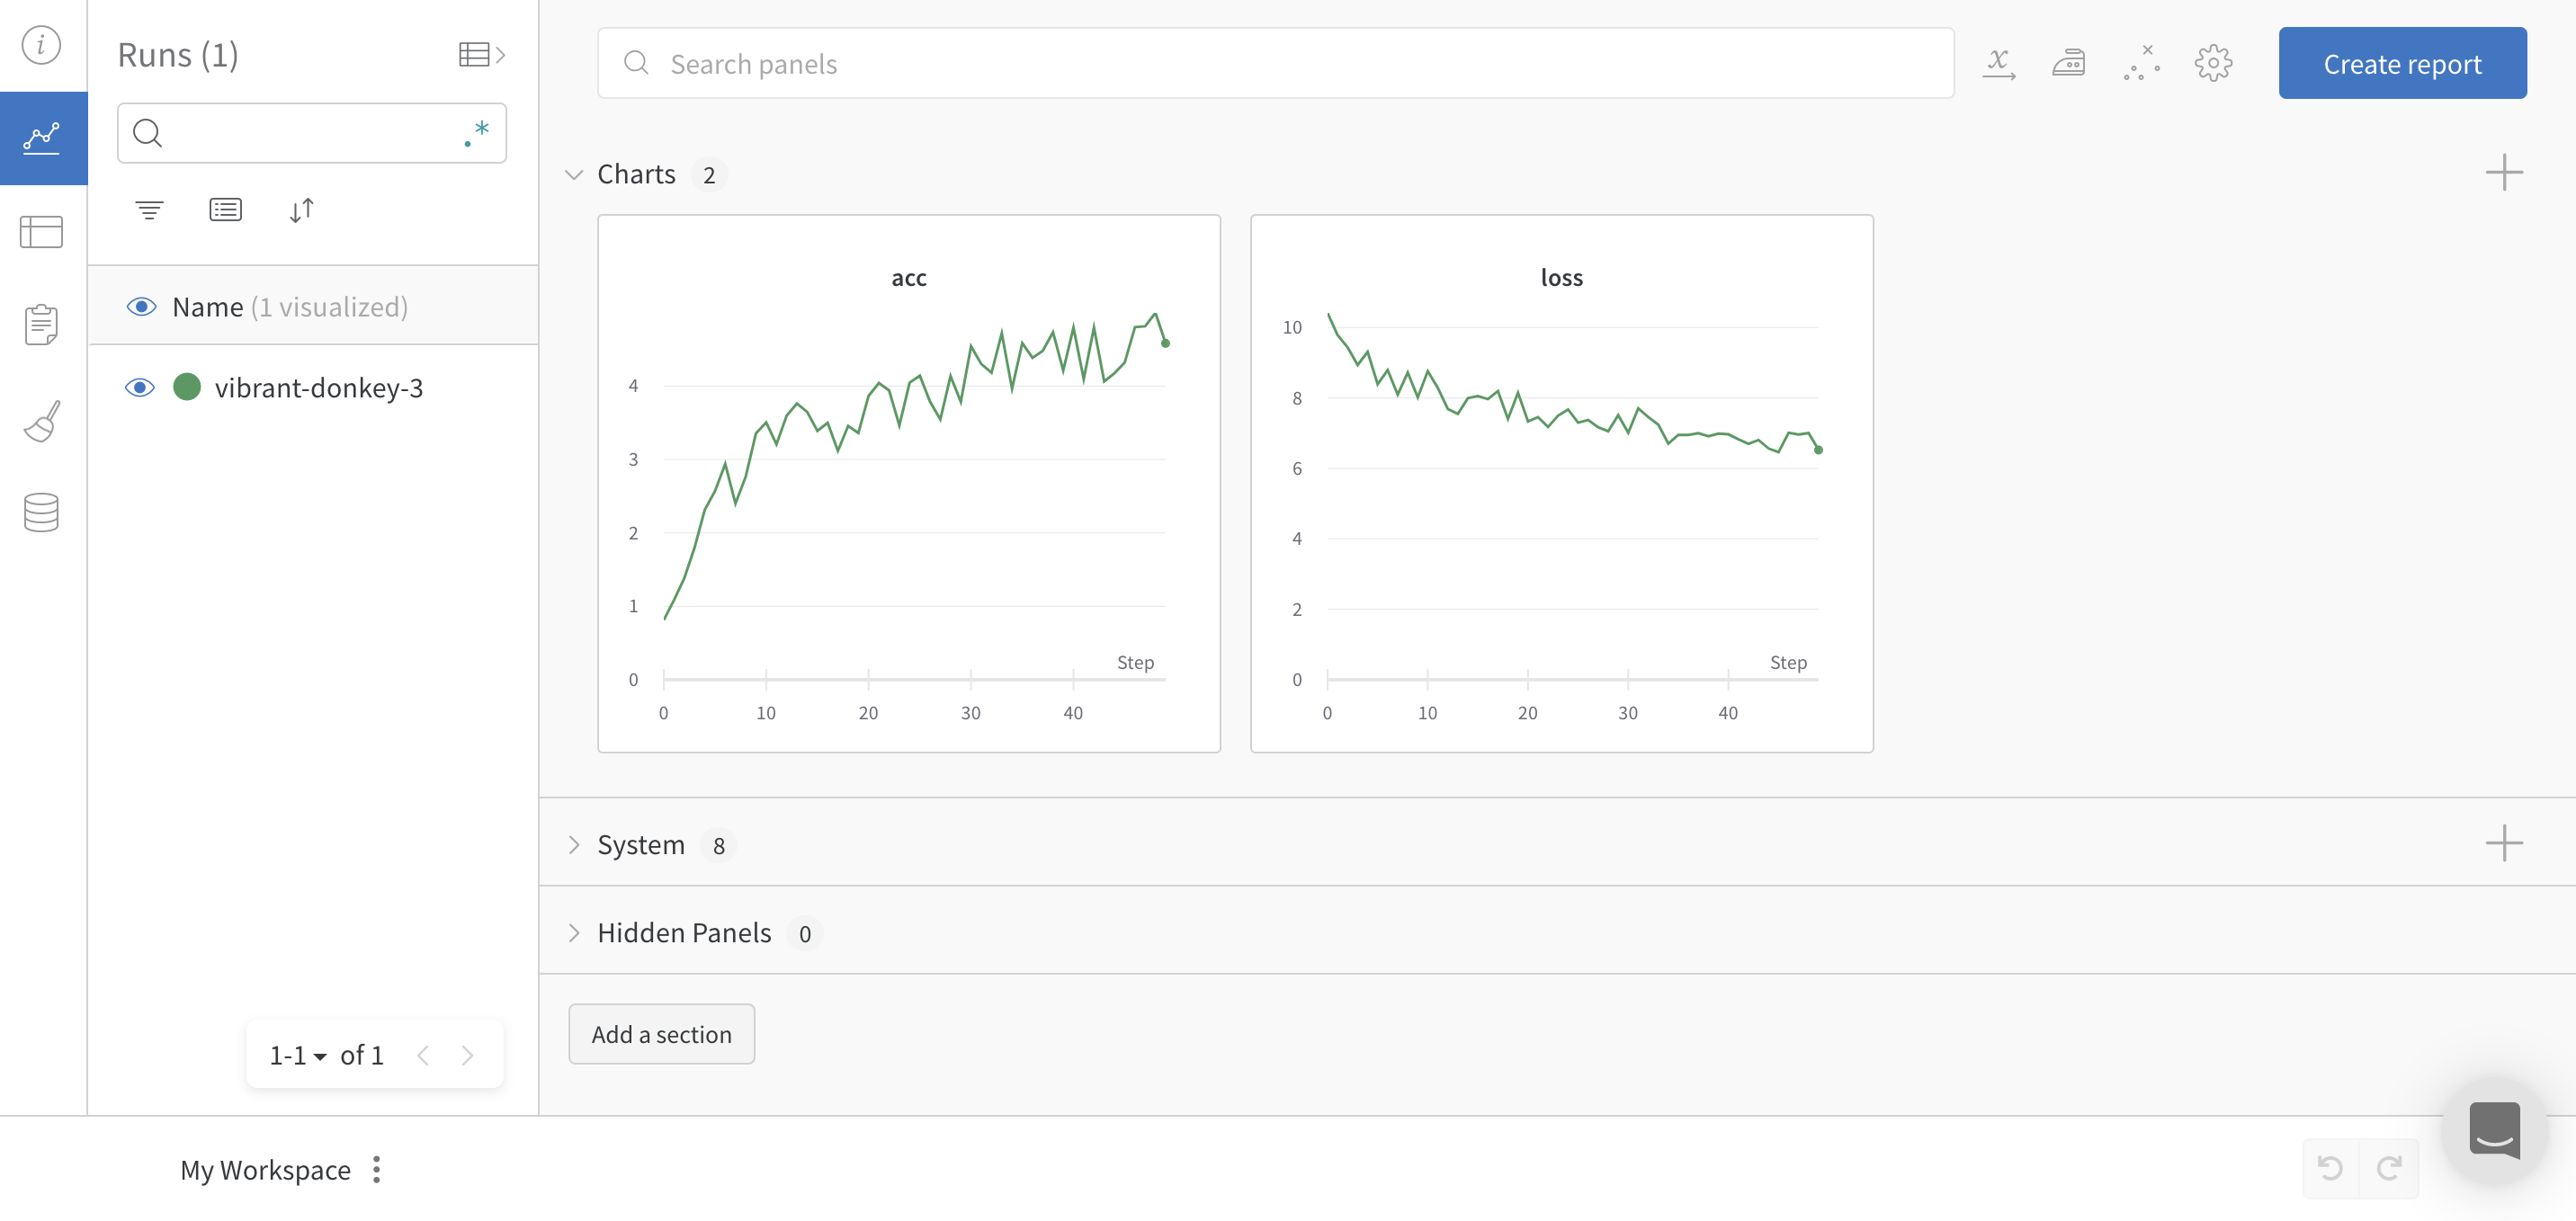 Runs (1)
.*
Name (1 visualized)
vibrant-donkey-3
1-1 of 1
Search panels
Create report
Charts 2
acc
4
3
2
1
0
Step
0 10 20 30 40
loss
10
8
6
4
2
0
Step
0 10 20 30 40
System 8
Hidden Panels 0
Add a section
My Workspace